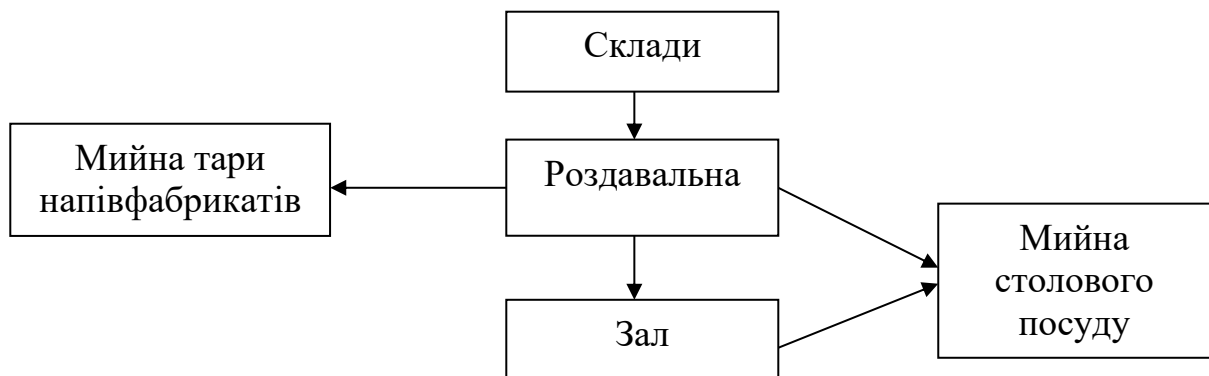 Склади
Мийна тари
напівфабрикатів
Роздавальна
Мийна
столового
посуду
Зал